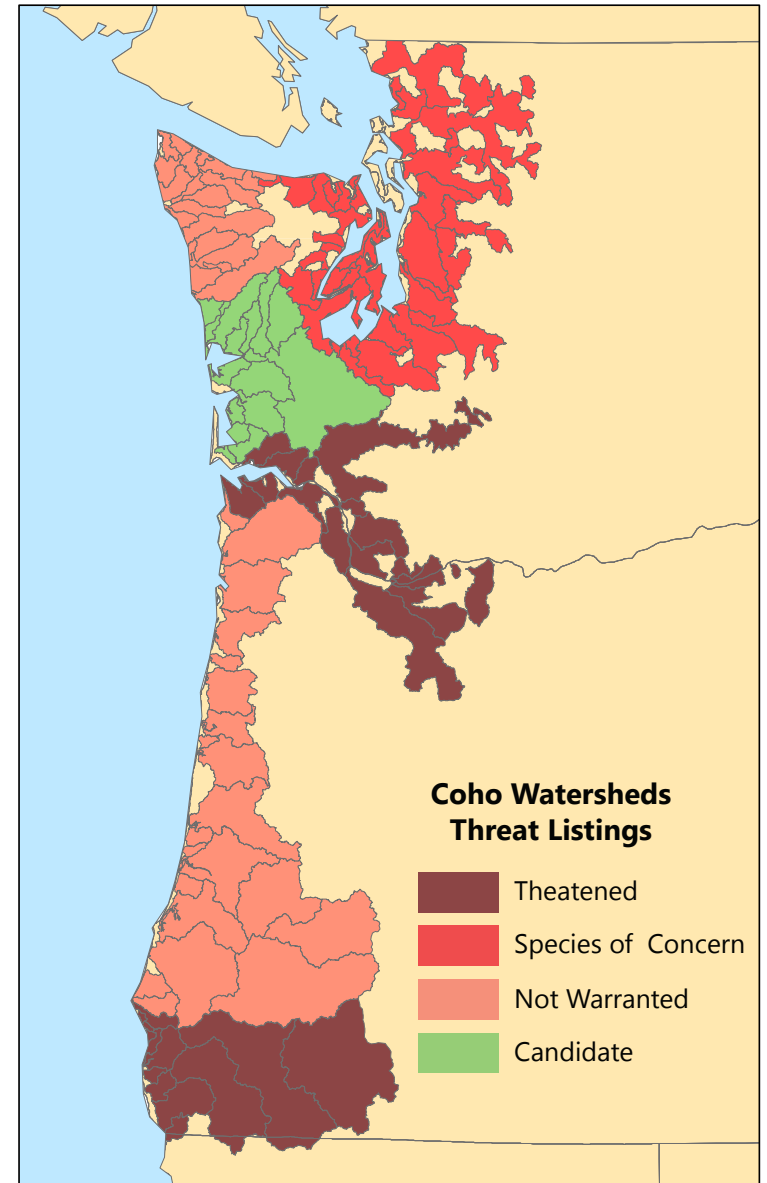 Coho Watersheds
Threat Listings
Theatened
Species of  Concern
Not Warranted
Candidate